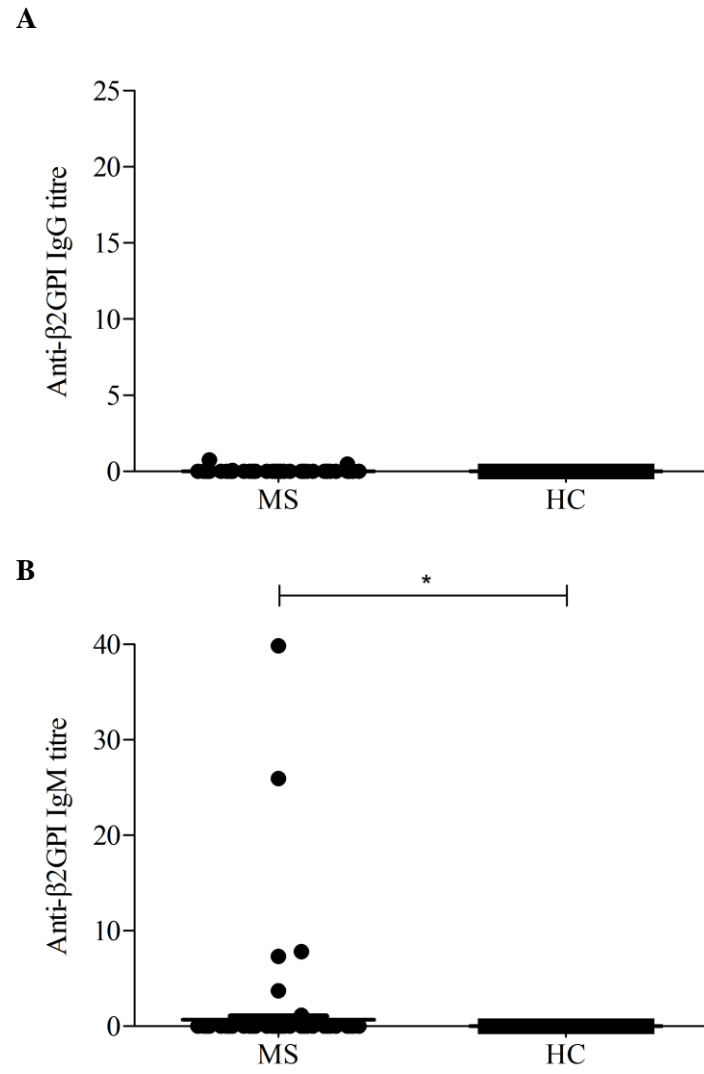 A
Anti-β2GPI IgG titre
25
20
15
10
5
0
MS
HC
B
*
Anti-β2GPI IgM titre
40
30
20
10
0
MS
HC